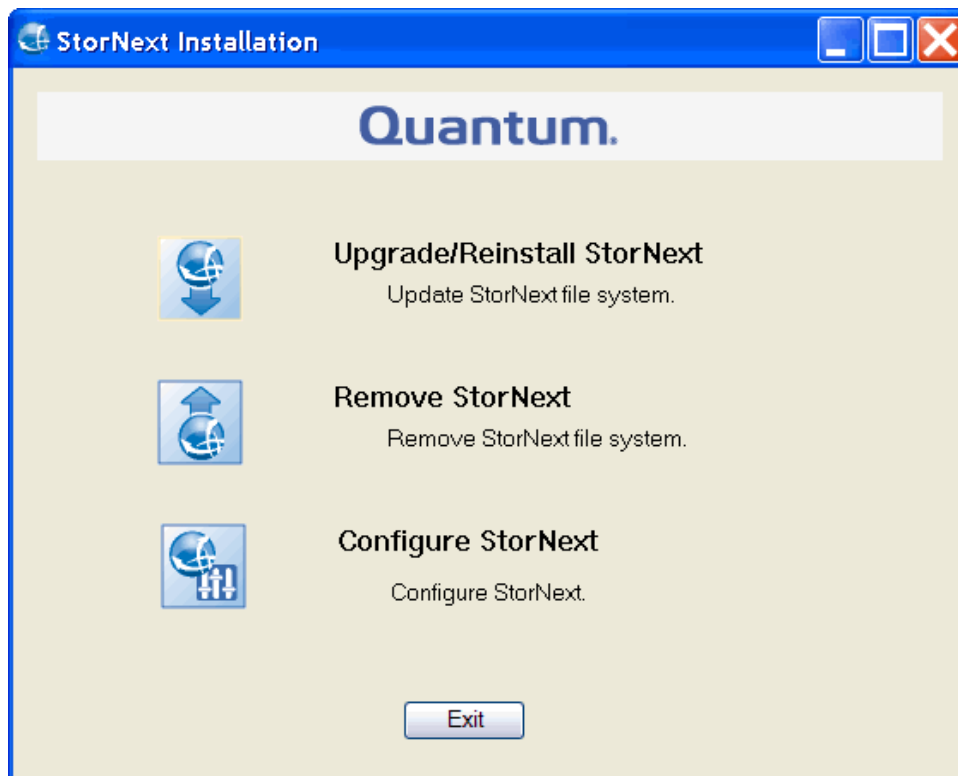 StorNext Installation
Quantum.
Upgrade/Reinstall StorNext
Update StorNext file system.
Remove StorNext
Remove StorNext file system.
Configure StorNext
Configure StorNext.
Exit